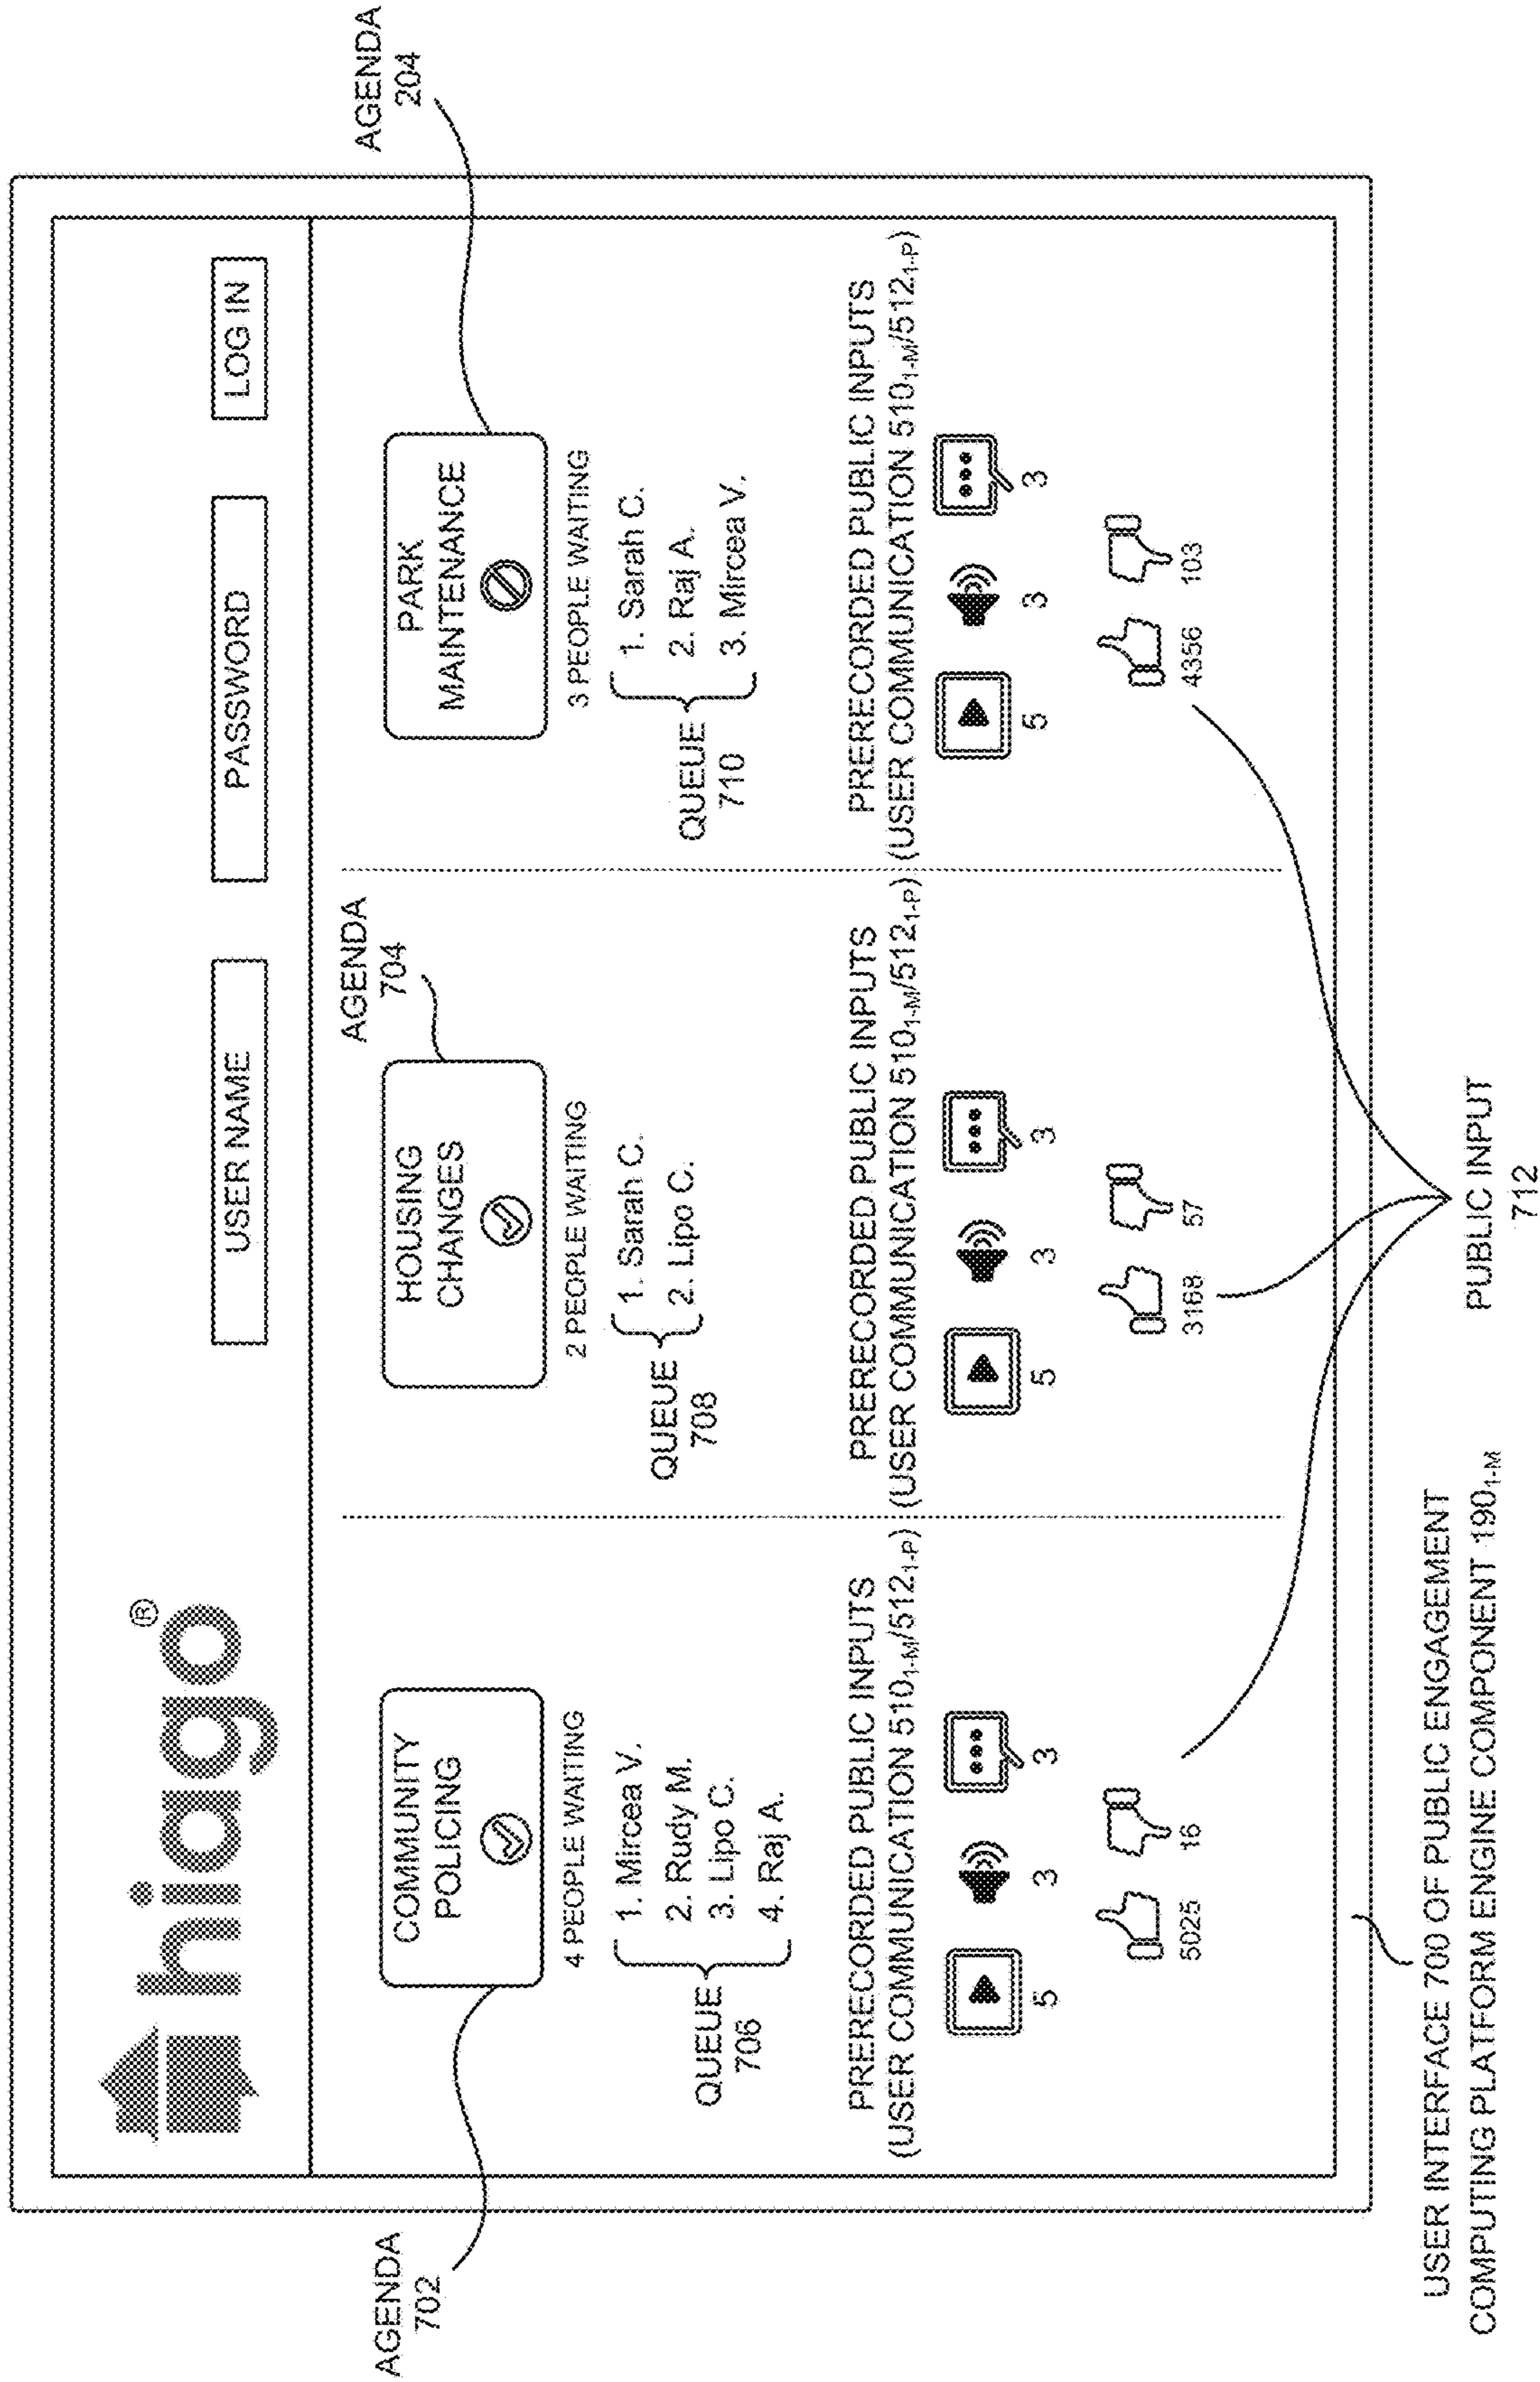 hiago®
USER NAME
PASSWORD
LOG IN
AGENDA
702
COMMUNITY
POLICING
4 PEOPLE WAITING
QUEUE
706
1. Mircea V.
2. Rudy M.
3. Lipo C.
4. Raj A.
PRERECORDED PUBLIC INPUTS
(USER COMMUNICATION 510₁₋M/512₁₋P)
5
3
3
5025
16
AGENDA
704
HOUSING
CHANGES
2 PEOPLE WAITING
QUEUE
708
1. Sarah C.
2. Lipo C.
PRERECORDED PUBLIC INPUTS
(USER COMMUNICATION 510₁₋M/512₁₋P)
5
3
3
3168
57
AGENDA
204
PARK
MAINTENANCE
3 PEOPLE WAITING
QUEUE
710
1. Sarah C.
2. Raj A.
3. Mircea V.
PRERECORDED PUBLIC INPUTS
(USER COMMUNICATION 510₁₋M/512₁₋P)
5
3
3
4356
103
PUBLIC INPUT
712
USER INTERFACE 700 OF PUBLIC ENGAGEMENT
COMPUTING PLATFORM ENGINE COMPONENT 190₁₋M